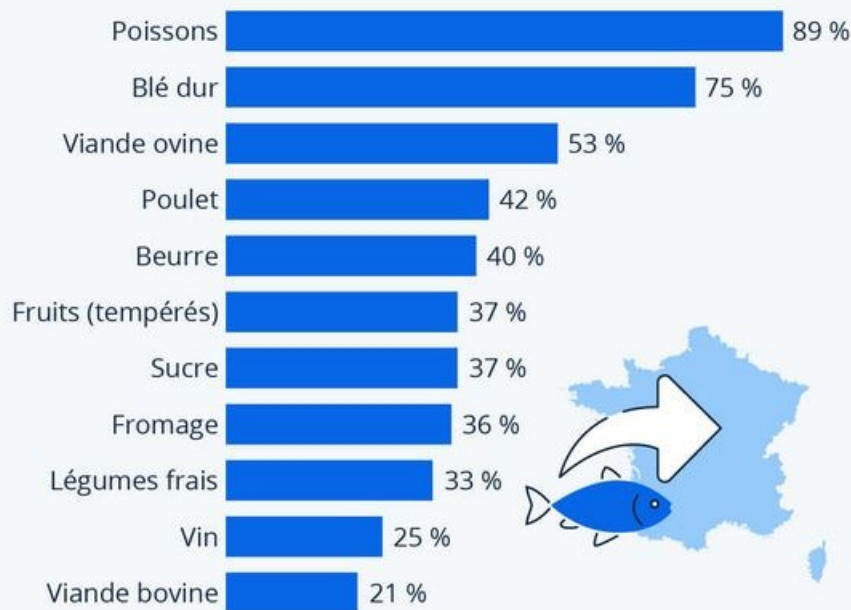 Poissons 89 %
Blé dur 75 %
Viande ovine 53 %
Poulet 42 %
Beurre 40 %
Fruits (tempérés) 37 %
Sucre 37 %
Fromage 36 %
Légumes frais 33 %
Vin 25 %
Viande bovine 21 %